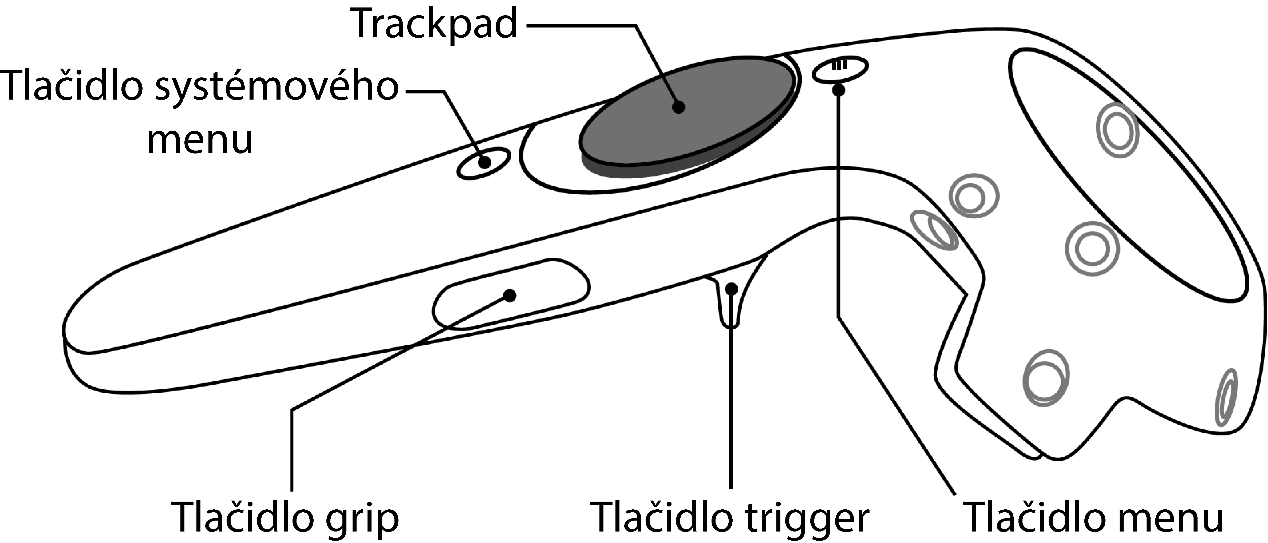 Trackpad
Tlačidlo systémového
menu
Tlačidlo grip
Tlačidlo trigger
Tlačidlo menu